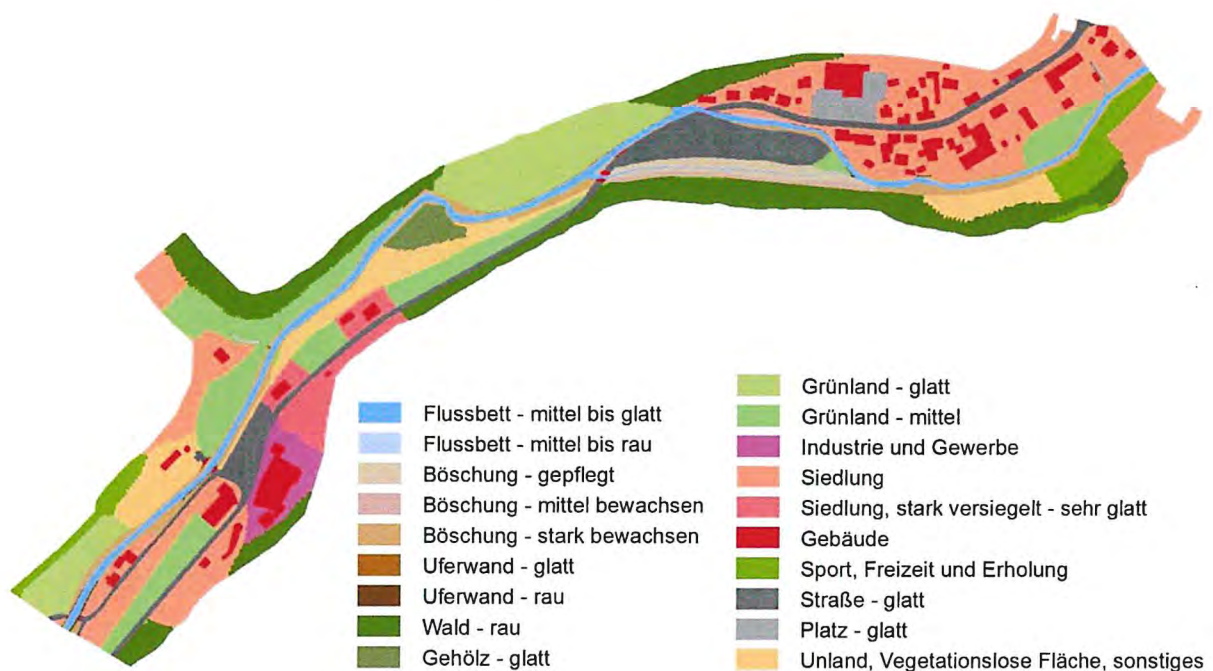 Flussbett - mittel bis glatt
Flussbett - mittel bis rau
Böschung - gepflegt
Böschung - mittel bewachsen
Böschung - stark bewachsen
Uferwand - glatt
Uferwand - rau
Wald - rau
Gehölz - glatt
Grünland - glatt
Grünland - mittel
Industrie und Gewerbe
Siedlung
Siedlung, stark versiegelt - sehr glatt
Gebäude
Sport, Freizeit und Erholung
Straße - glatt
Platz - glatt
Unland, Vegetationslose Fläche, sonstiges